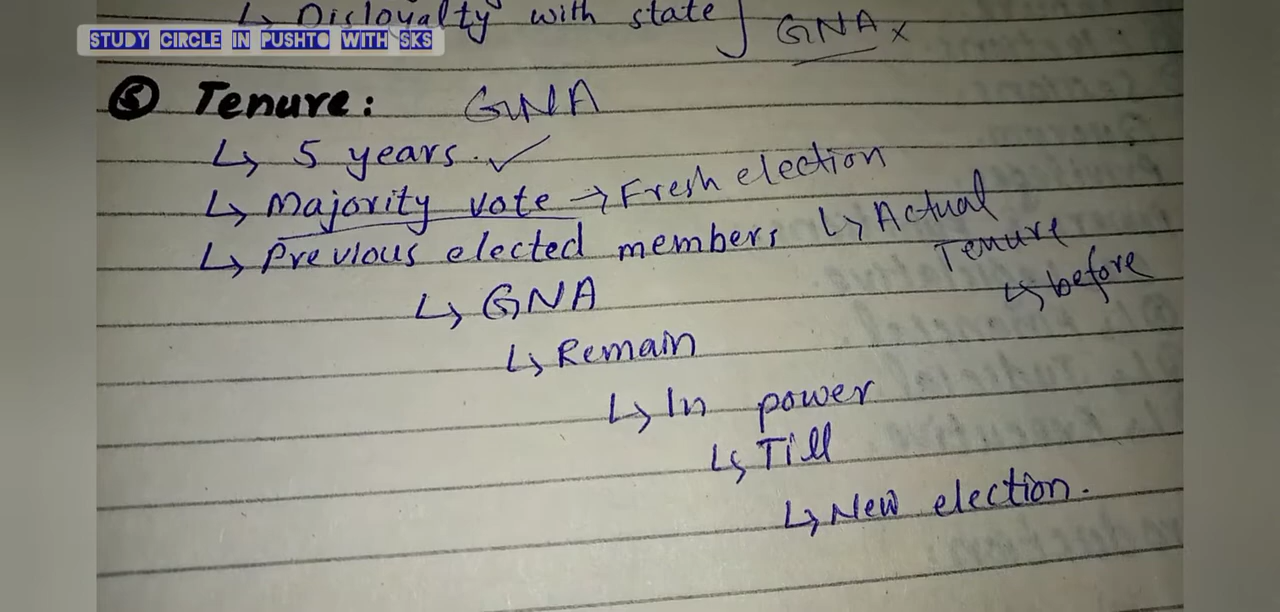 ↳ Disloyalty with state
GNA x
STUDY CIRCLE IN PUSHTO WITH SKS
⑤ Tenure: GNA
↳ 5 years. ✓
↳ Majority vote → Fresh election
↳ Actual Tenure
↳ before
↳ Previous elected members
↳ GNA
↳ Remain
↳ In power
↳ Till
↳ New election.